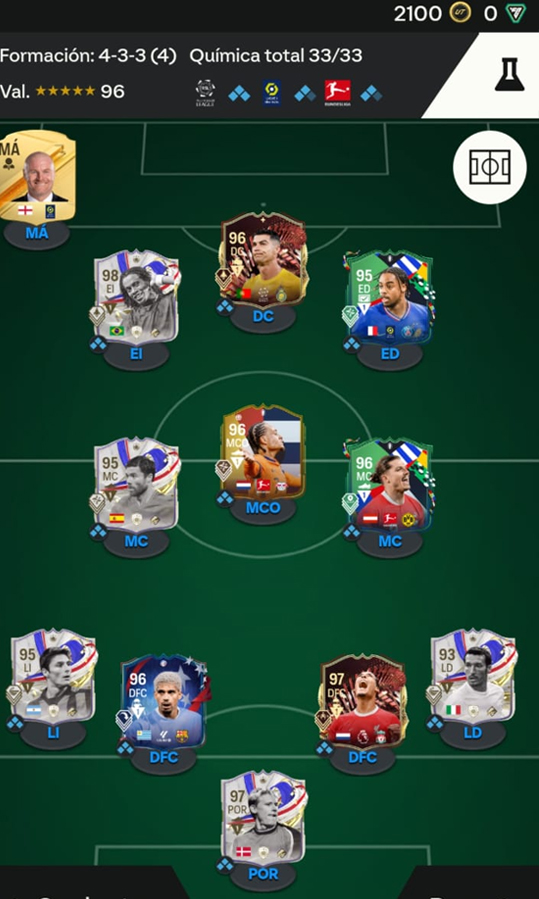 2100 0
Formación: 4-3-3 (4) Química total 33/33
Val. 96
MÁ
MÁ
96
DC
DC
98
EI
EI
95
ED
ED
96
MCO
MCO
95
MC
MC
96
MC
MC
95
LI
LI
96
DFC
DFC
97
DFC
DFC
93
LD
LD
97
POR
POR